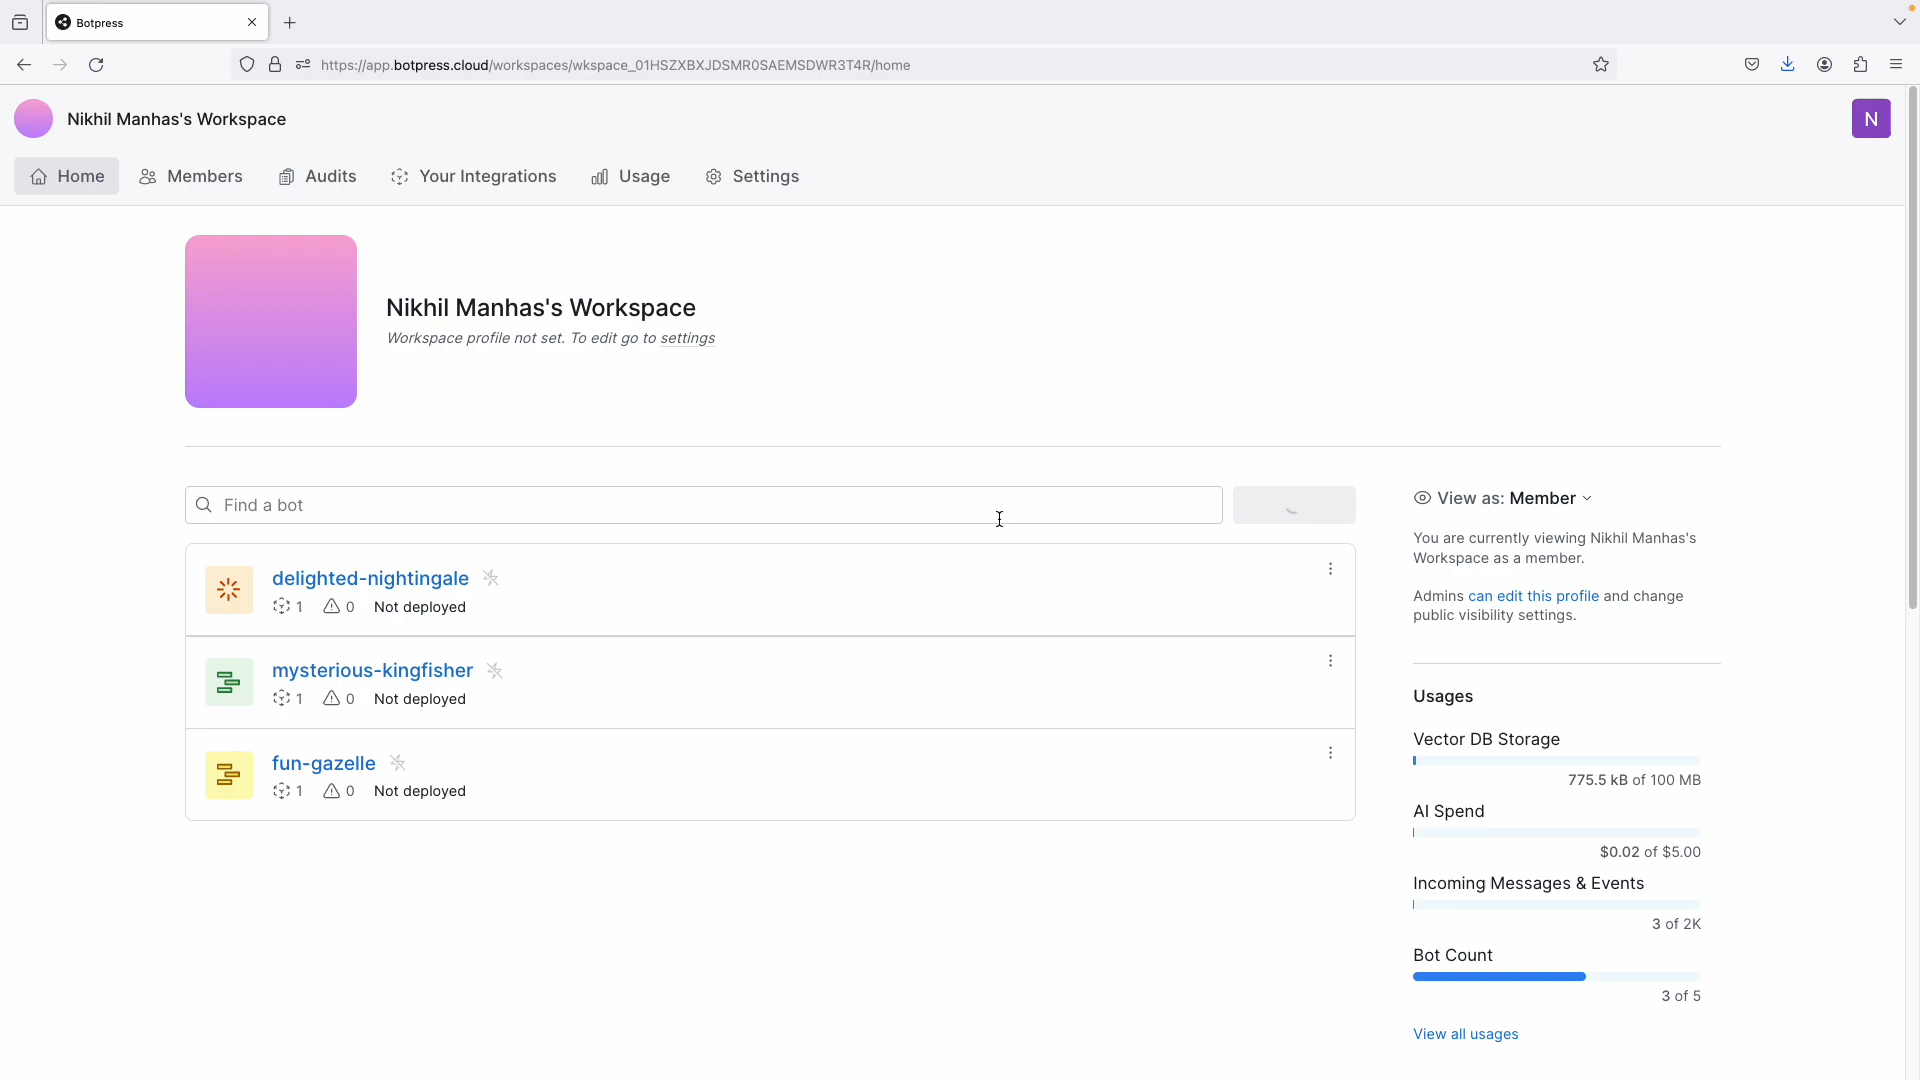 Botpress
https://app.botpress.cloud/workspaces/wkspace_01HSZXBXJDSMR0SAEMSDWR3T4R/home
Nikhil Manhas's Workspace
N
Home
Members
Audits
Your Integrations
Usage
Settings
Nikhil Manhas's Workspace
Workspace profile not set. To edit go to settings
Find a bot
delighted-nightingale
1 0 Not deployed
mysterious-kingfisher
1 0 Not deployed
fun-gazelle
1 0 Not deployed
View as: Member
You are currently viewing Nikhil Manhas's
Workspace as a member.
Admins can edit this profile and change
public visibility settings.
Usages
Vector DB Storage
775.5 kB of 100 MB
AI Spend
$0.02 of $5.00
Incoming Messages & Events
3 of 2K
Bot Count
3 of 5
View all usages